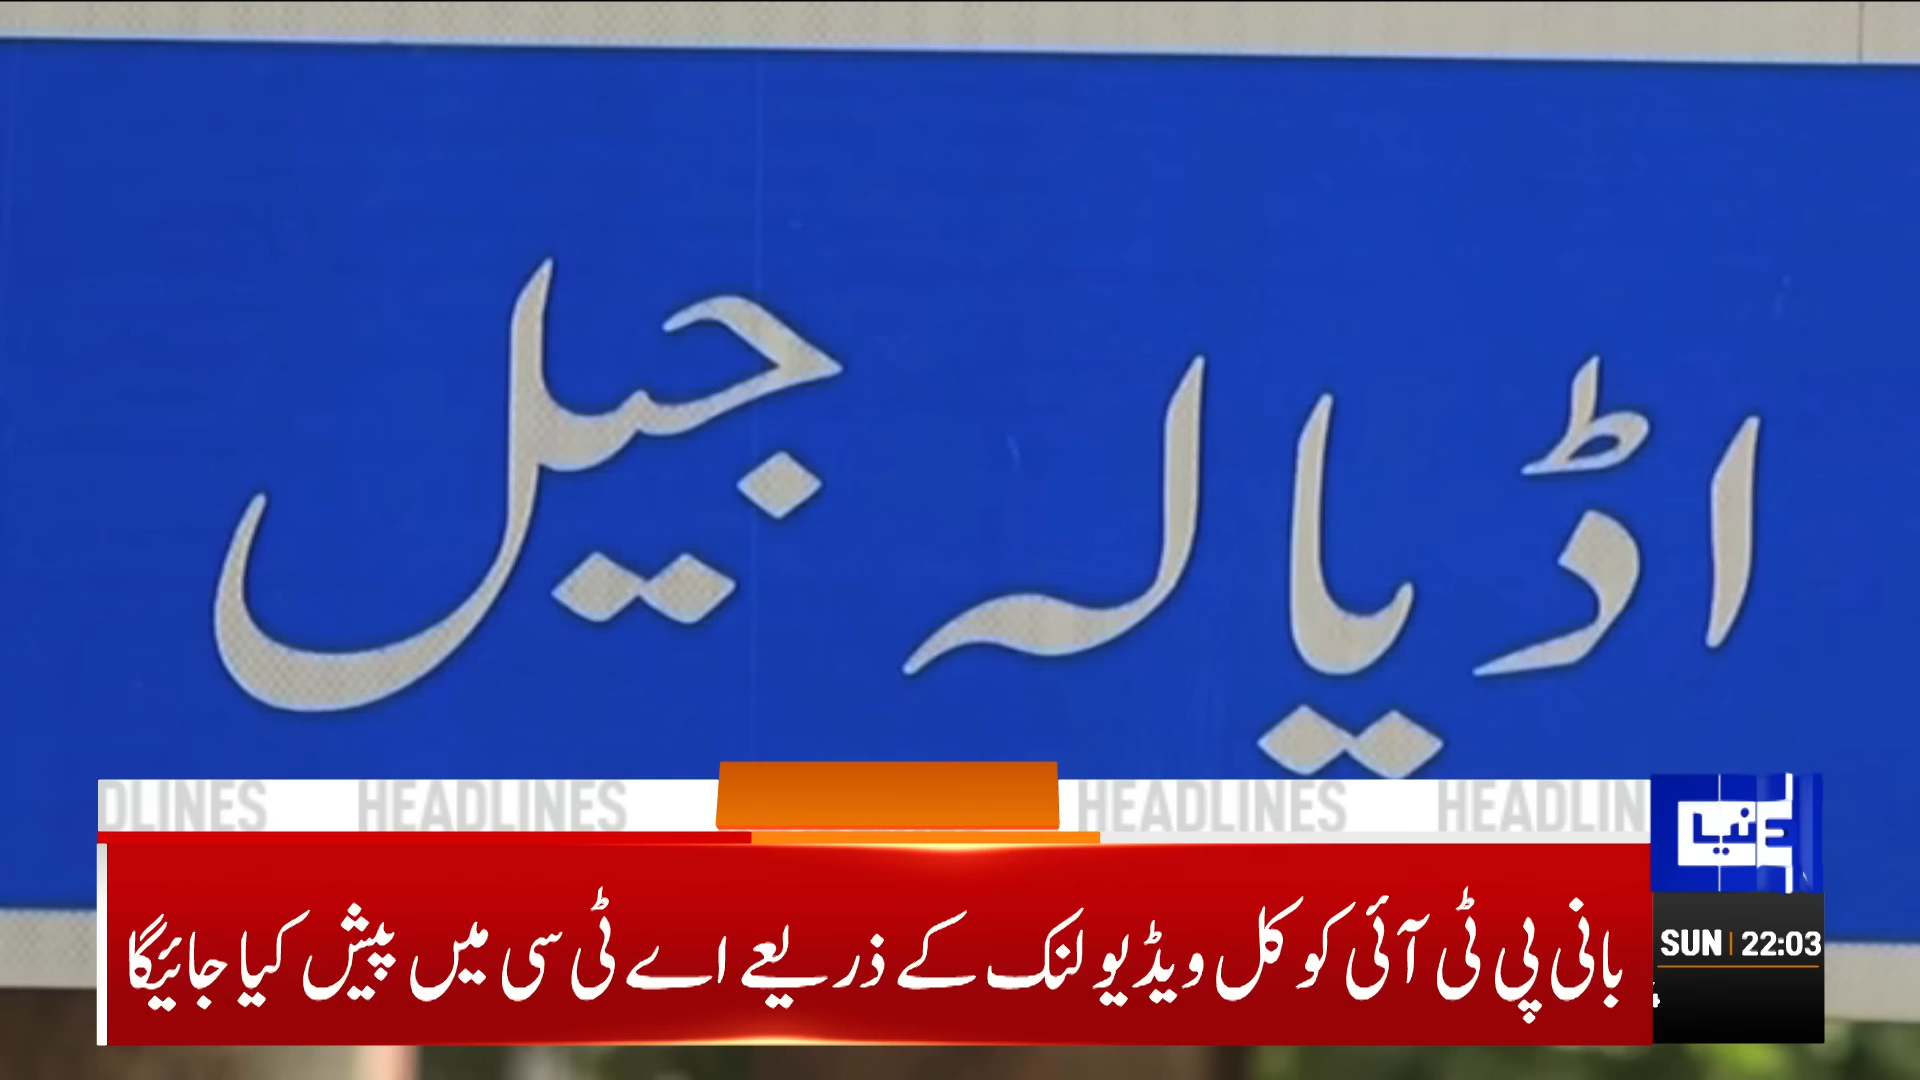 اڈیالہ جیل
DLINES HEADLINES HEADLINES HEADLIN
دنیا
بانی پی ٹی آئی کو کل ویڈیو لنک کے ذریعے اے ٹی سی میں پیش کیا جائیگا
SUN | 22:03